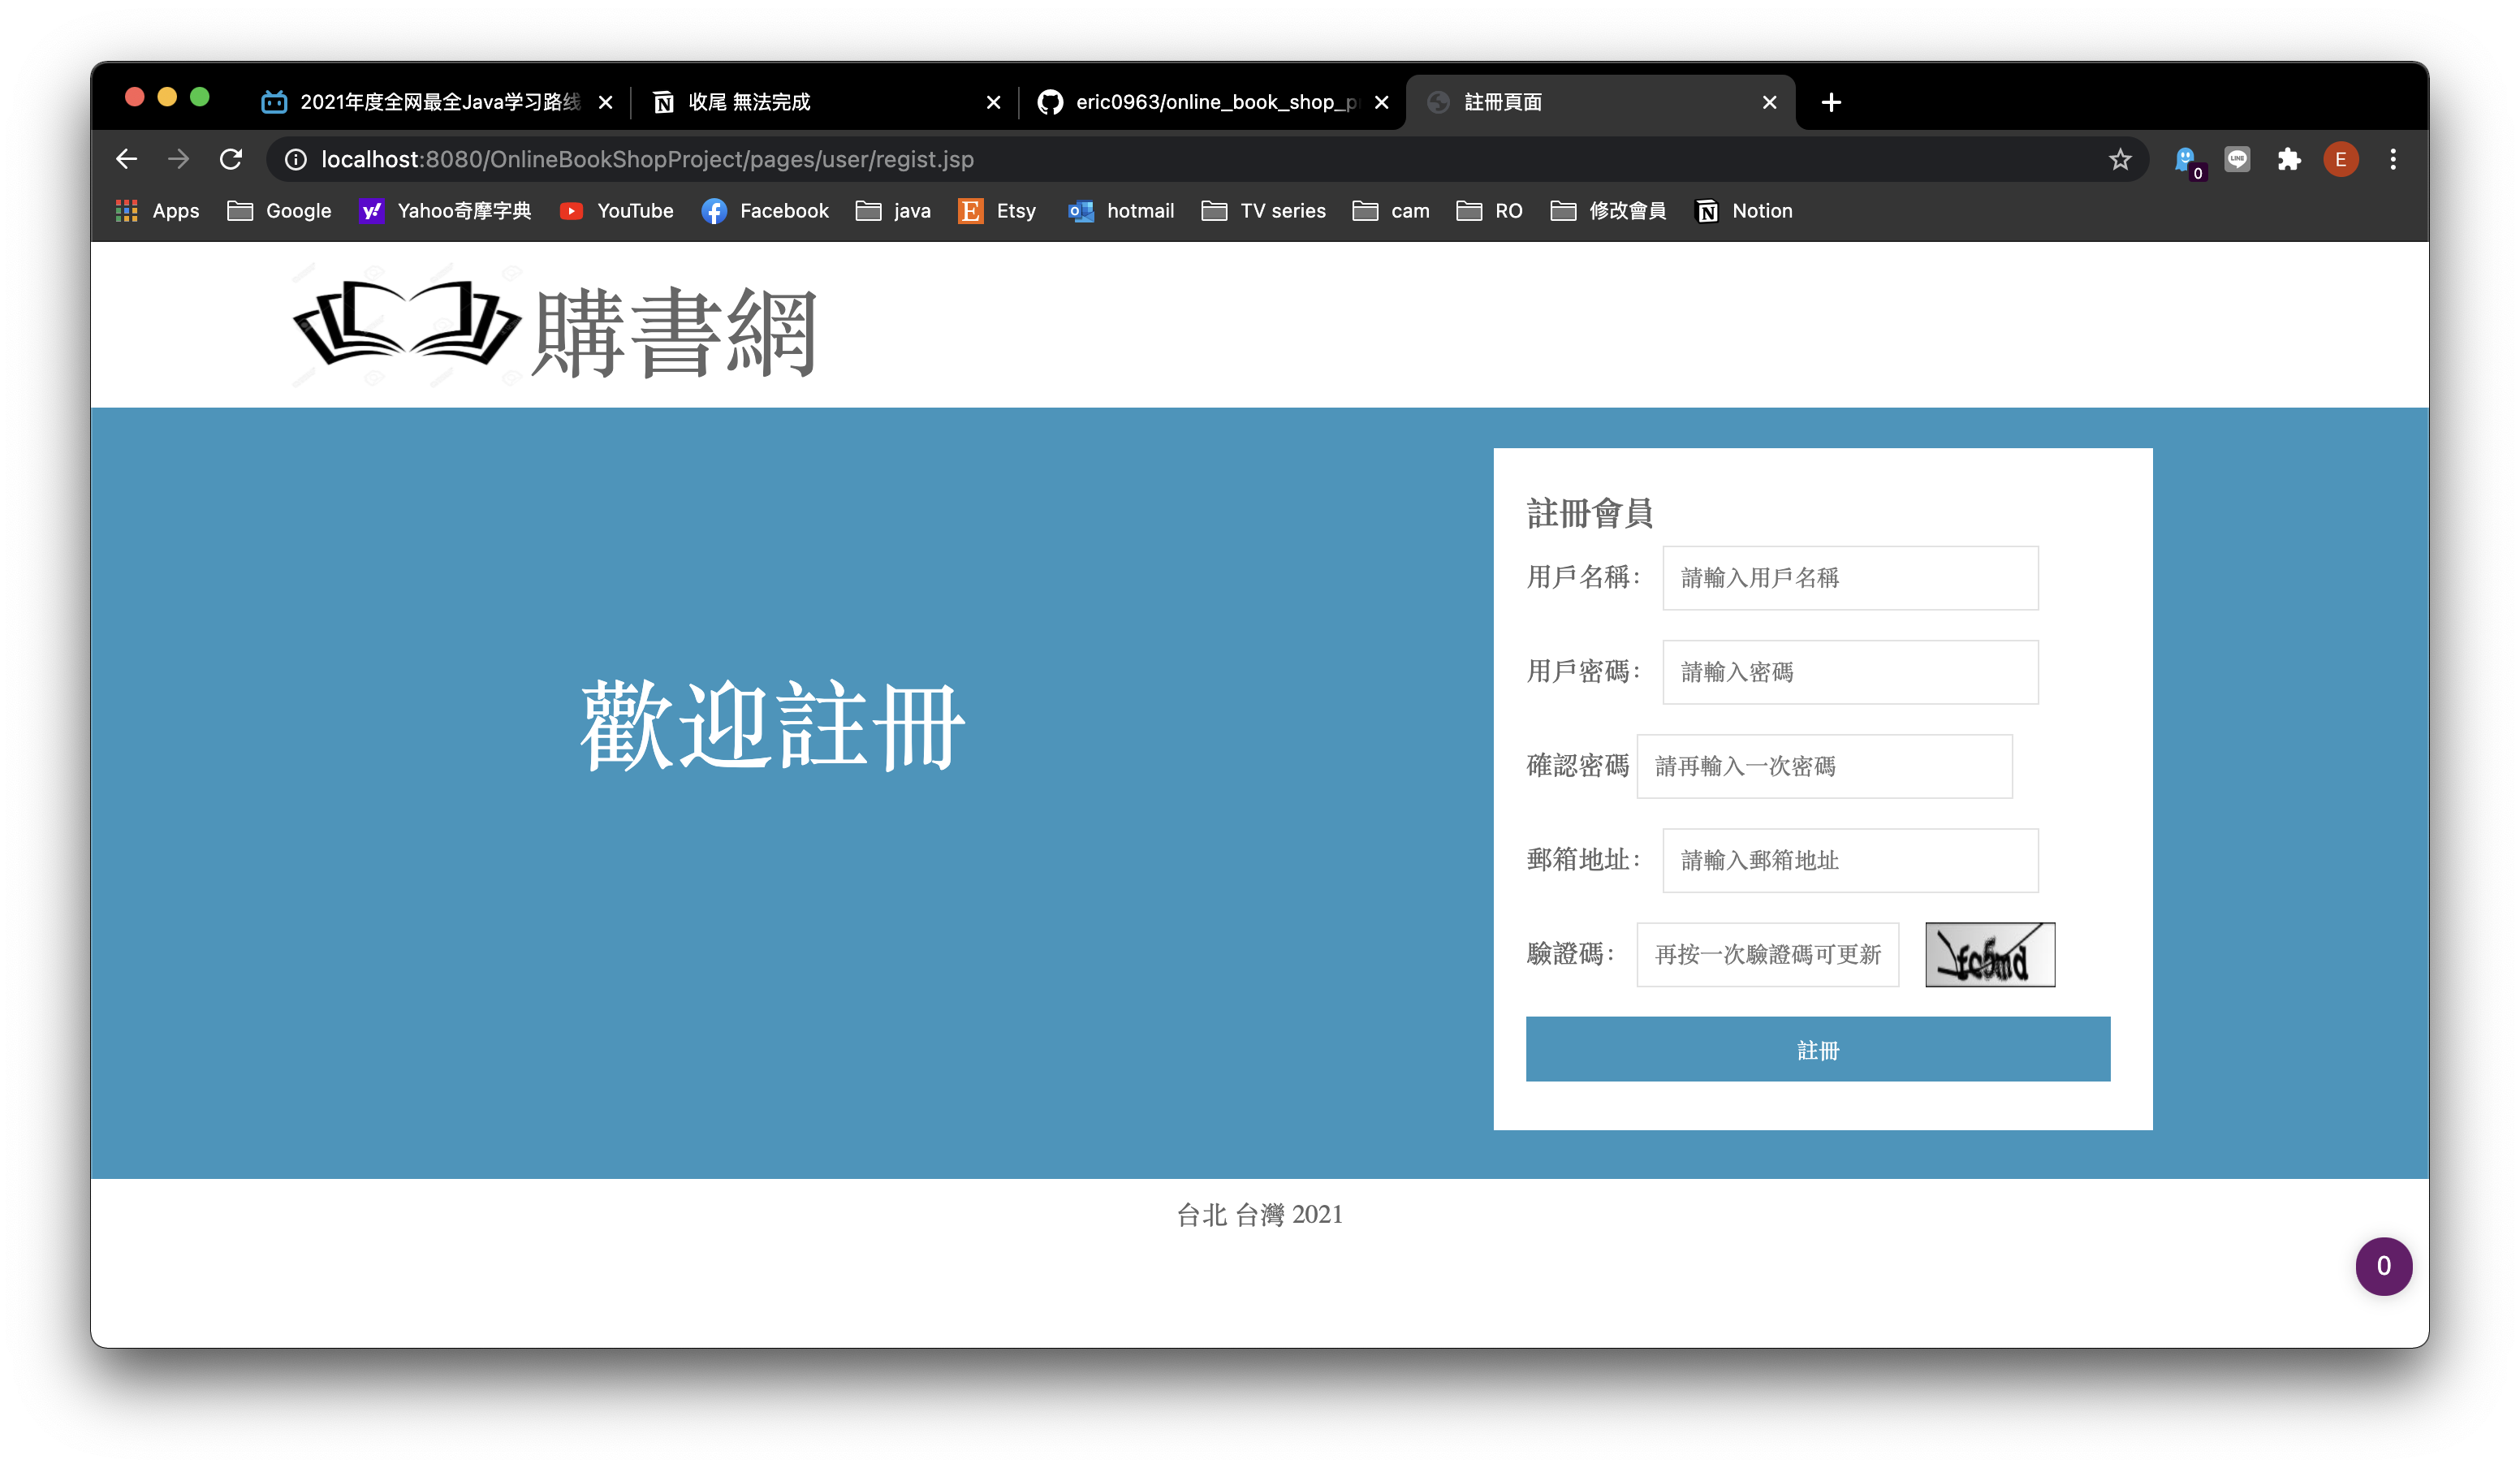 2021年度全网最全Java学习路线
收尾 無法完成
eric0963/online_book_shop_p
註冊頁面
localhost:8080/OnlineBookShopProject/pages/user/regist.jsp
0
LINE
E
Apps Google Yahoo奇摩字典 YouTube Facebook java Etsy hotmail TV series cam RO 修改會員 Notion
購書網
歡迎註冊
註冊會員
用戶名稱: 請輸入用戶名稱
用戶密碼: 請輸入密碼
確認密碼 請再輸入一次密碼
郵箱地址: 請輸入郵箱地址
驗證碼: 再按一次驗證碼可更新
註冊
台北 台灣 2021
0